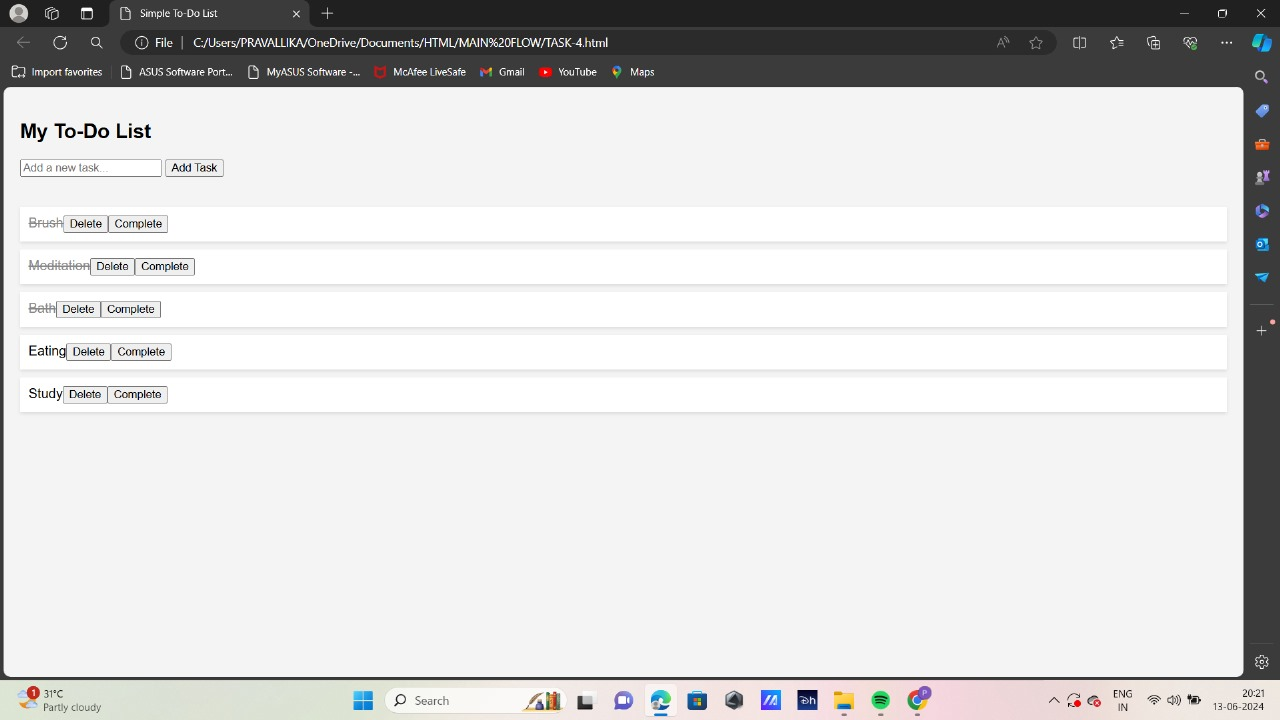 Simple To-Do List
File C:/Users/PRAVALLIKA/OneDrive/Documents/HTML/MAIN%20FLOW/TASK-4.html
Import favorites ASUS Software Port... MyASUS Software -... McAfee LiveSafe Gmail YouTube Maps
My To-Do List
Add a new task... Add Task
Brush Delete Complete
Meditation Delete Complete
Bath Delete Complete
Eating Delete Complete
Study Delete Complete
1 31°C Search ENG 20:21
Partly cloudy IN 13-06-2024